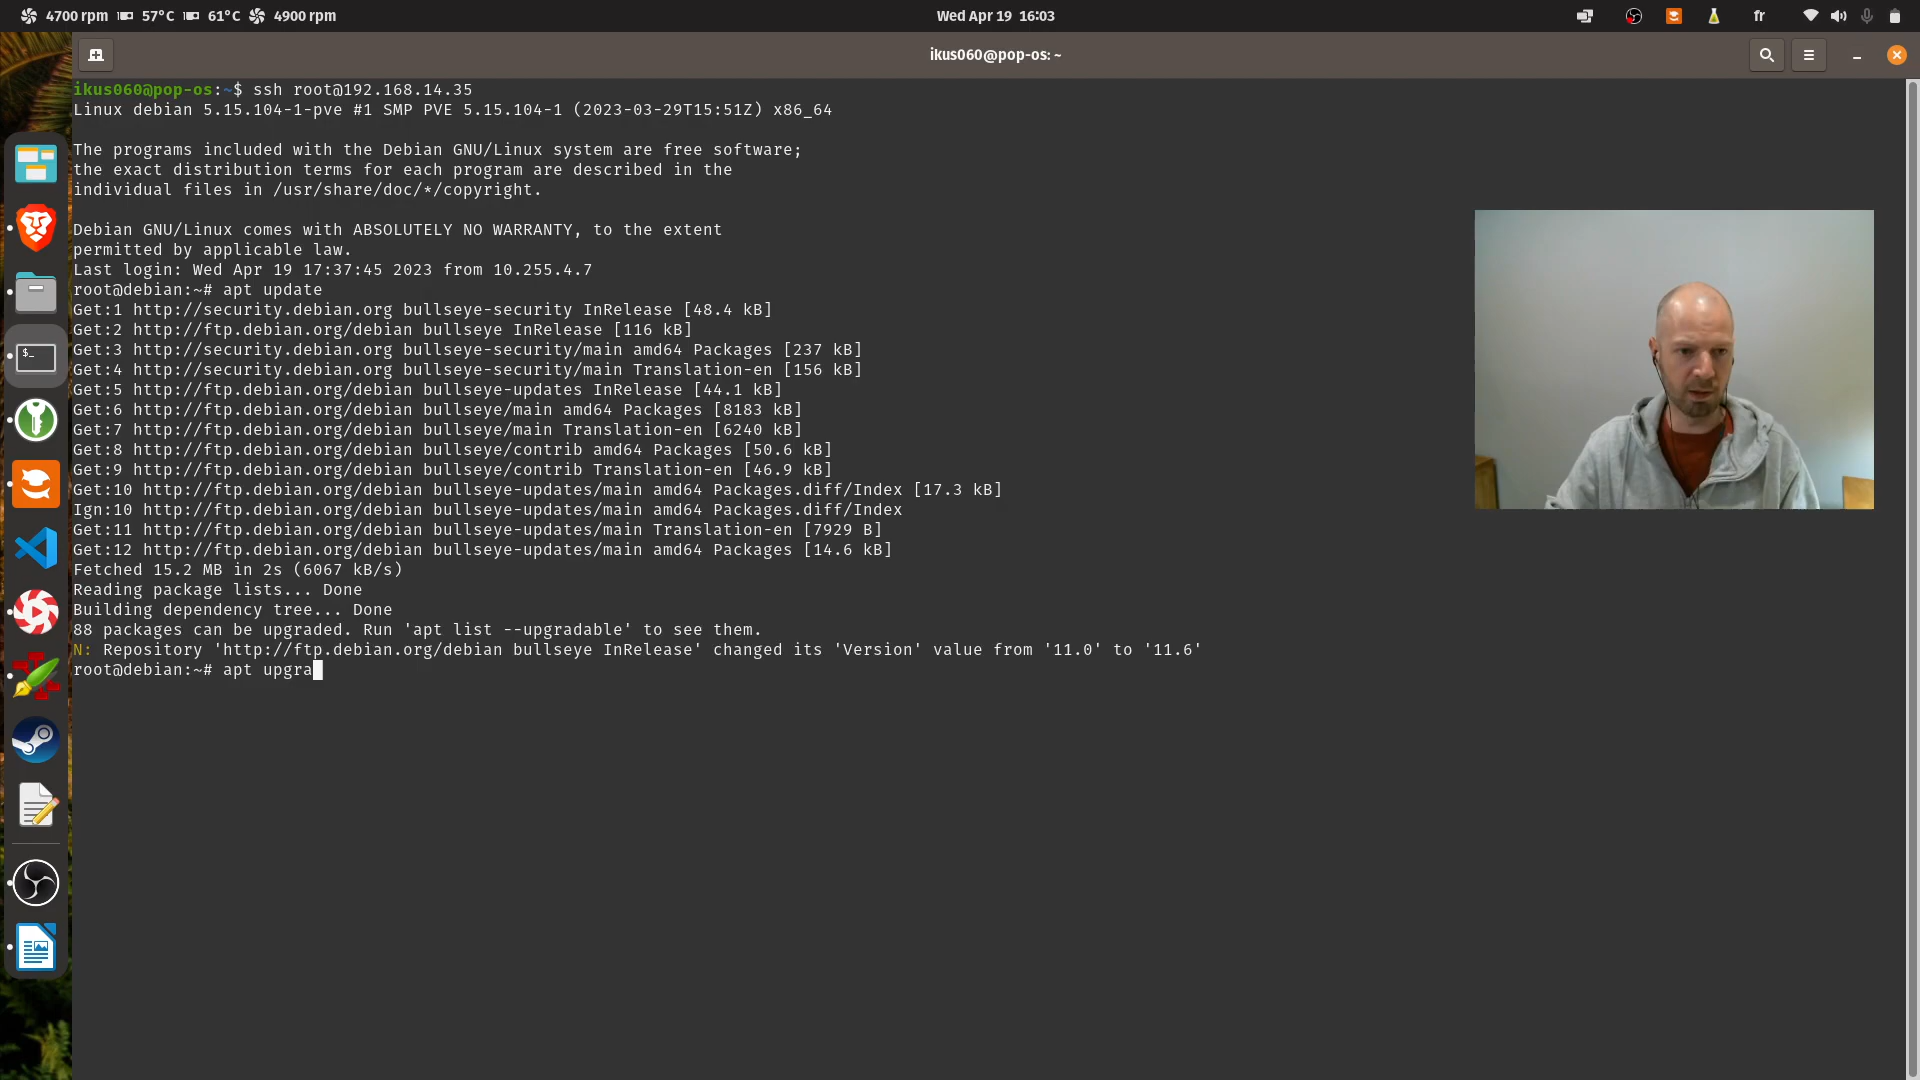 4700 rpm 57°C 61°C 4900 rpm
Wed Apr 19 16:03
fr
ikus060@pop-os: ~
ikus060@pop-os:~$ ssh root@192.168.14.35
Linux debian 5.15.104-1-pve #1 SMP PVE 5.15.104-1 (2023-03-29T15:51Z) x86_64
The programs included with the Debian GNU/Linux system are free software;
the exact distribution terms for each program are described in the
individual files in /usr/share/doc/*/copyright.
Debian GNU/Linux comes with ABSOLUTELY NO WARRANTY, to the extent
permitted by applicable law.
Last login: Wed Apr 19 17:37:45 2023 from 10.255.4.7
root@debian:~# apt update
Get:1 http://security.debian.org bullseye-security InRelease [48.4 kB]
Get:2 http://ftp.debian.org/debian bullseye InRelease [116 kB]
Get:3 http://security.debian.org bullseye-security/main amd64 Packages [237 kB]
Get:4 http://security.debian.org bullseye-security/main Translation-en [156 kB]
Get:5 http://ftp.debian.org/debian bullseye-updates InRelease [44.1 kB]
Get:6 http://ftp.debian.org/debian bullseye/main amd64 Packages [8183 kB]
Get:7 http://ftp.debian.org/debian bullseye/main Translation-en [6240 kB]
Get:8 http://ftp.debian.org/debian bullseye/contrib amd64 Packages [50.6 kB]
Get:9 http://ftp.debian.org/debian bullseye/contrib Translation-en [46.9 kB]
Get:10 http://ftp.debian.org/debian bullseye-updates/main amd64 Packages.diff/Index [17.3 kB]
Ign:10 http://ftp.debian.org/debian bullseye-updates/main amd64 Packages.diff/Index
Get:11 http://ftp.debian.org/debian bullseye-updates/main Translation-en [7929 B]
Get:12 http://ftp.debian.org/debian bullseye-updates/main amd64 Packages [14.6 kB]
Fetched 15.2 MB in 2s (6067 kB/s)
Reading package lists... Done
Building dependency tree... Done
88 packages can be upgraded. Run 'apt list --upgradable' to see them.
N: Repository 'http://ftp.debian.org/debian bullseye InRelease' changed its 'Version' value from '11.0' to '11.6'
root@debian:~# apt upgra